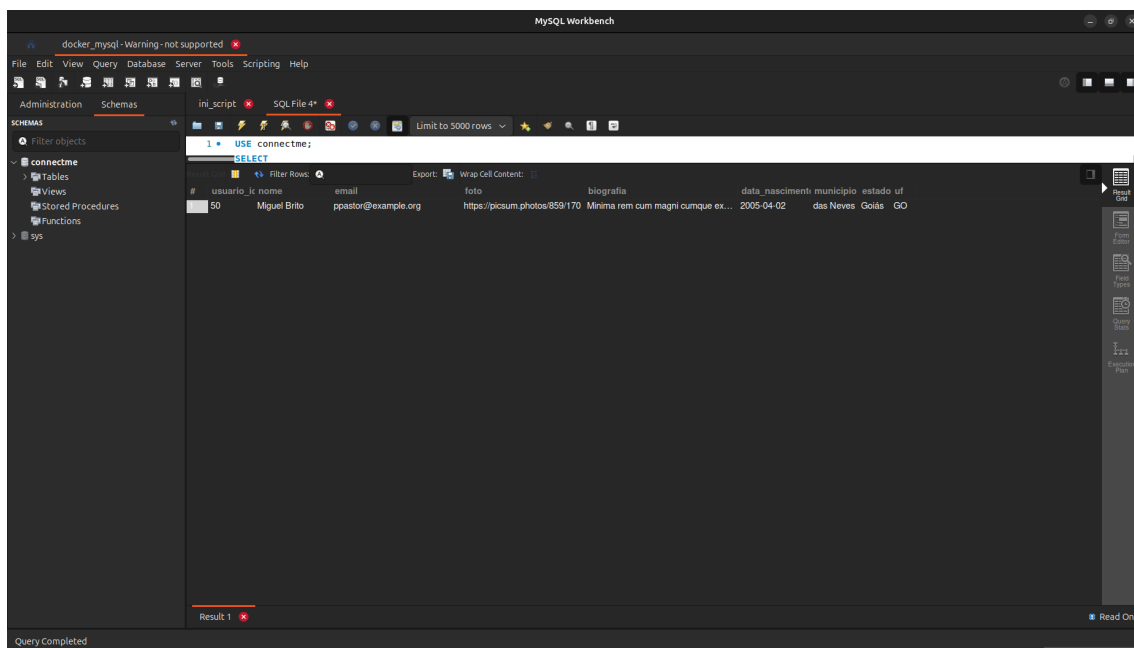 MySQL Workbench
docker_mysql - Warning - not supported
File Edit View Query Database Server Tools Scripting Help
Administration Schemas
ini_script SQL File 4*
SCHEMAS
Filter objects
connectme
Tables
Views
Stored Procedures
Functions
sys
Limit to 5000 rows
1 USE connectme;
SELECT
Filter Rows: Export: Wrap Cell Content:
# usuario_ic nome email foto biografia data_nasciment municipio estado uf
1 50 Miguel Brito ppastor@example.org https://picsum.photos/859/170 Minima rem cum magni cumque ex... 2005-04-02 das Neves Goiás GO
Result
Grid
Form
Editor
Field
Types
Query
Stats
Execution
Plan
Result 1
Read On
Query Completed